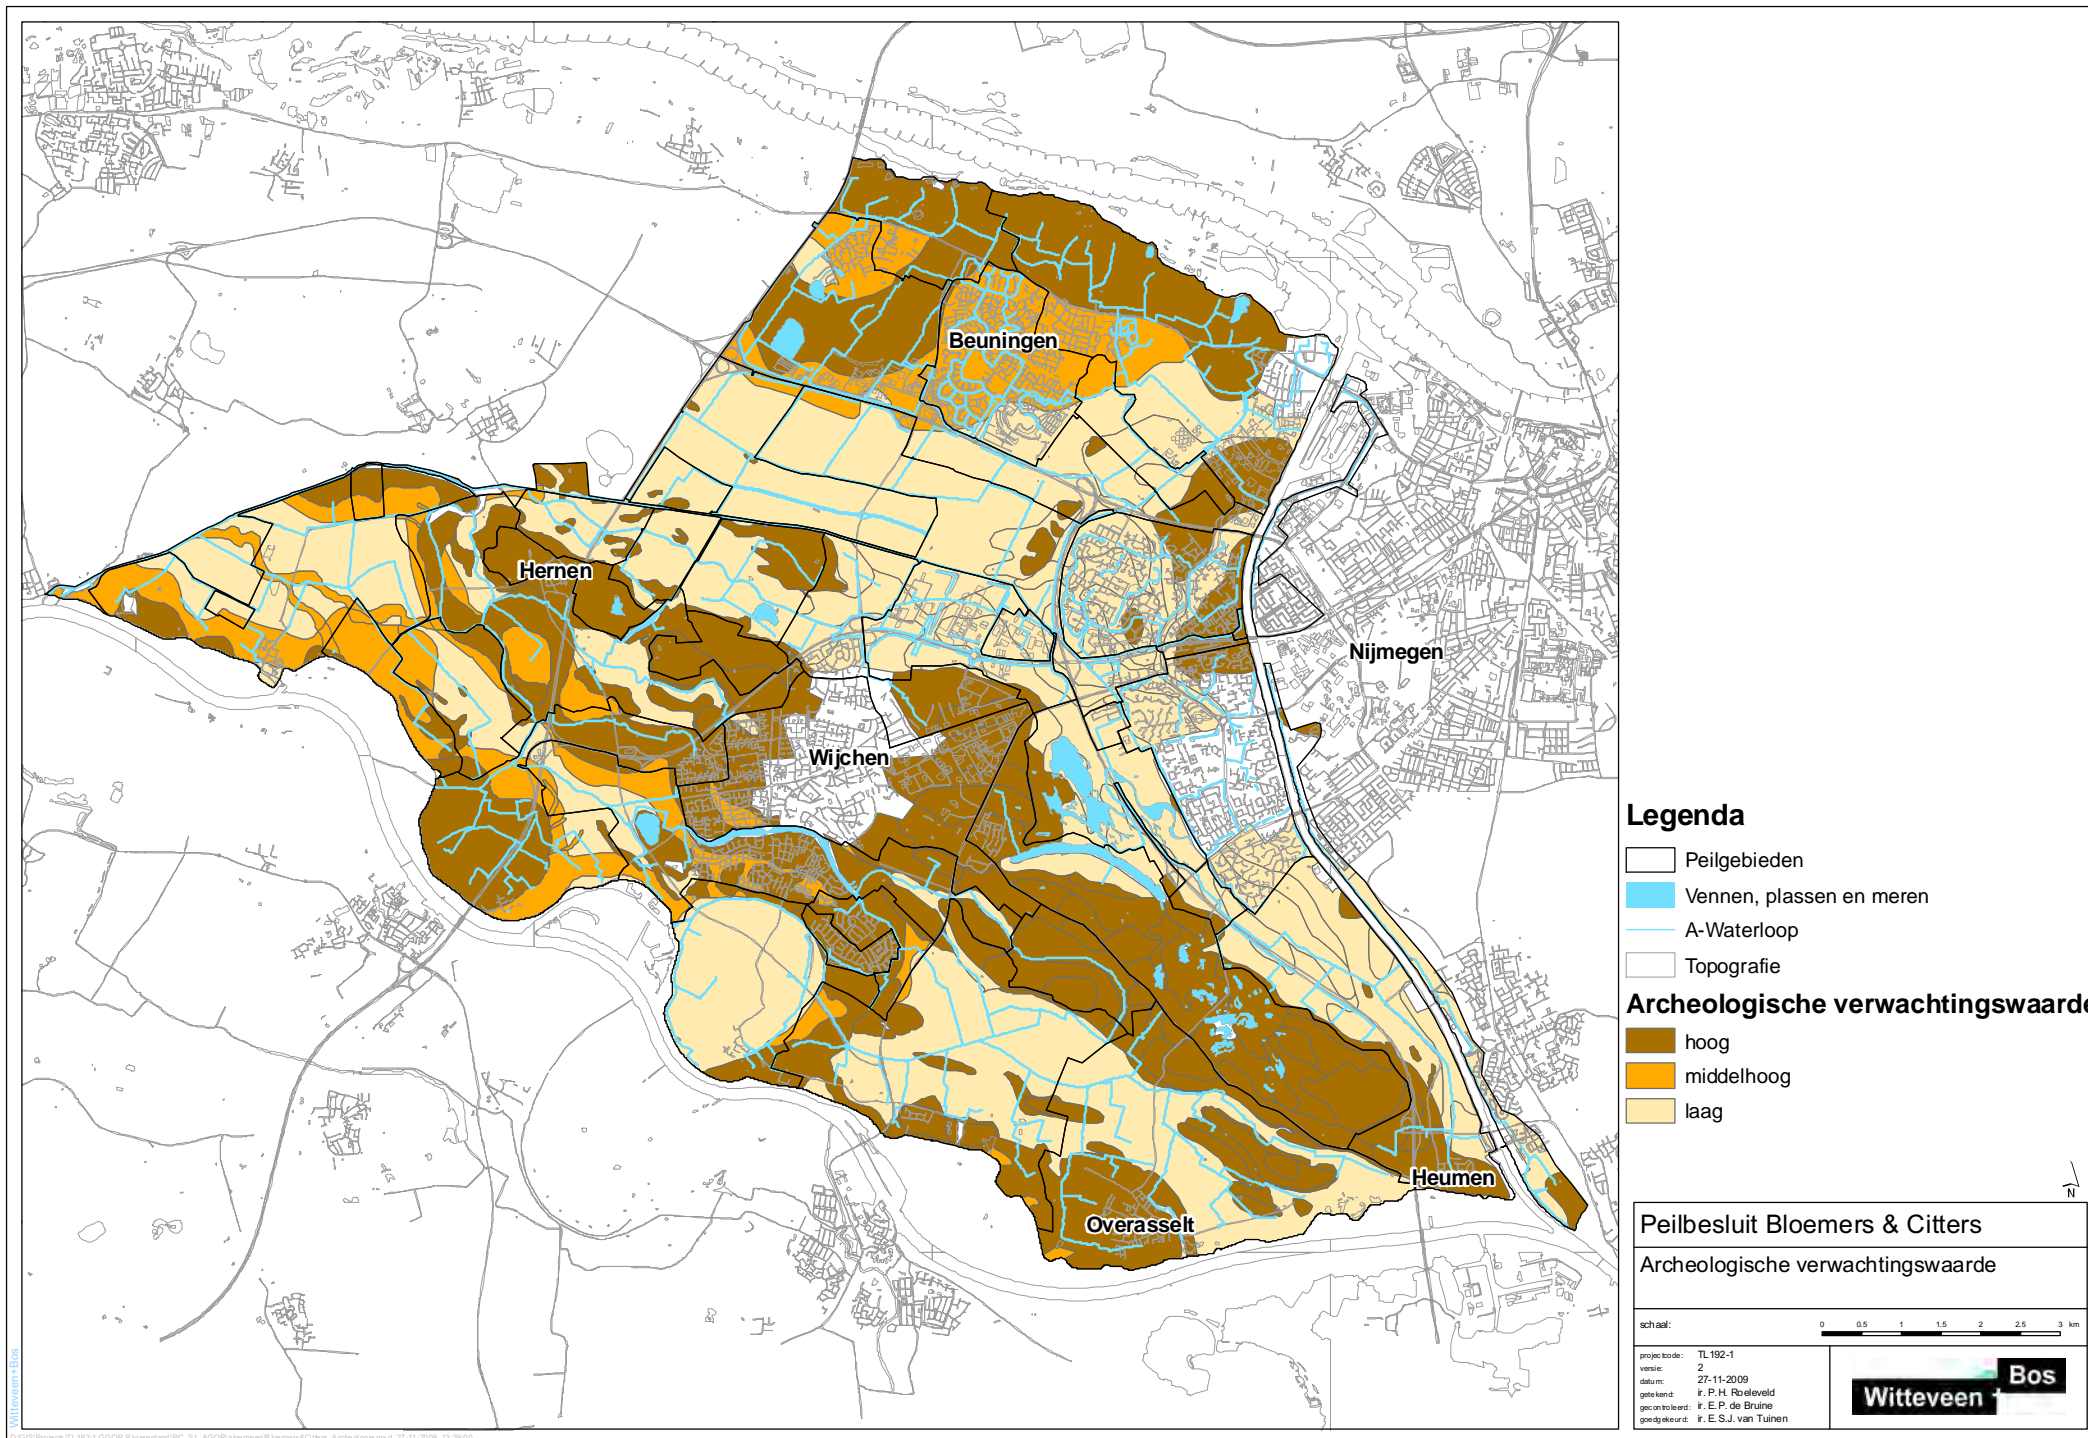 Beuningen
Hernen
Nijmegen
Wijchen
Heumen
Overasselt
Legenda
Peilgebieden
Vennen, plassen en meren
A-Waterloop
Topografie
Archeologische verwachtingswaarde
hoog
middelhoog
laag
N
Peilbesluit Bloemers & Citters
Archeologische verwachtingswaarde
schaal: 0 0.5 1 1.5 2 2.5 3 km
projectcode: TL192-1
versie: 2
datum: 27-11-2009
getekend: ir. P.H. Roeleveld
gecontroleerd: ir. E.P. de Bruine
goedgekeurd: ir. E.S.J. van Tuinen
Witteveen + Bos
Witteveen+Bos